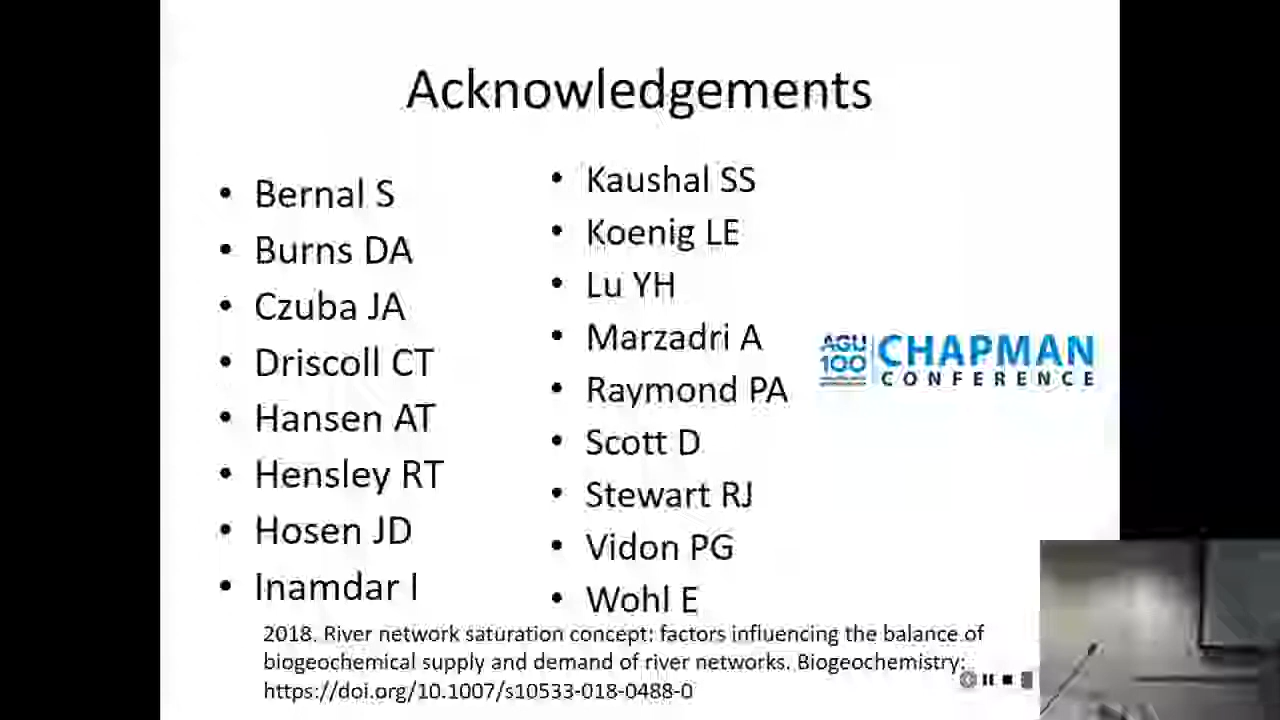 Acknowledgements
• Bernal S
• Burns DA
• Czuba JA
• Driscoll CT
• Hansen AT
• Hensley RT
• Hosen JD
• Inamdar I
• Kaushal SS
• Koenig LE
• Lu YH
• Marzadri A
• Raymond PA
• Scott D
• Stewart RJ
• Vidon PG
• Wohl E
AGU 100 CHAPMAN
CONFERENCE
2018. River network saturation concept: factors influencing the balance of
biogeochemical supply and demand of river networks. Biogeochemistry:
https://doi.org/10.1007/s10533-018-0488-0